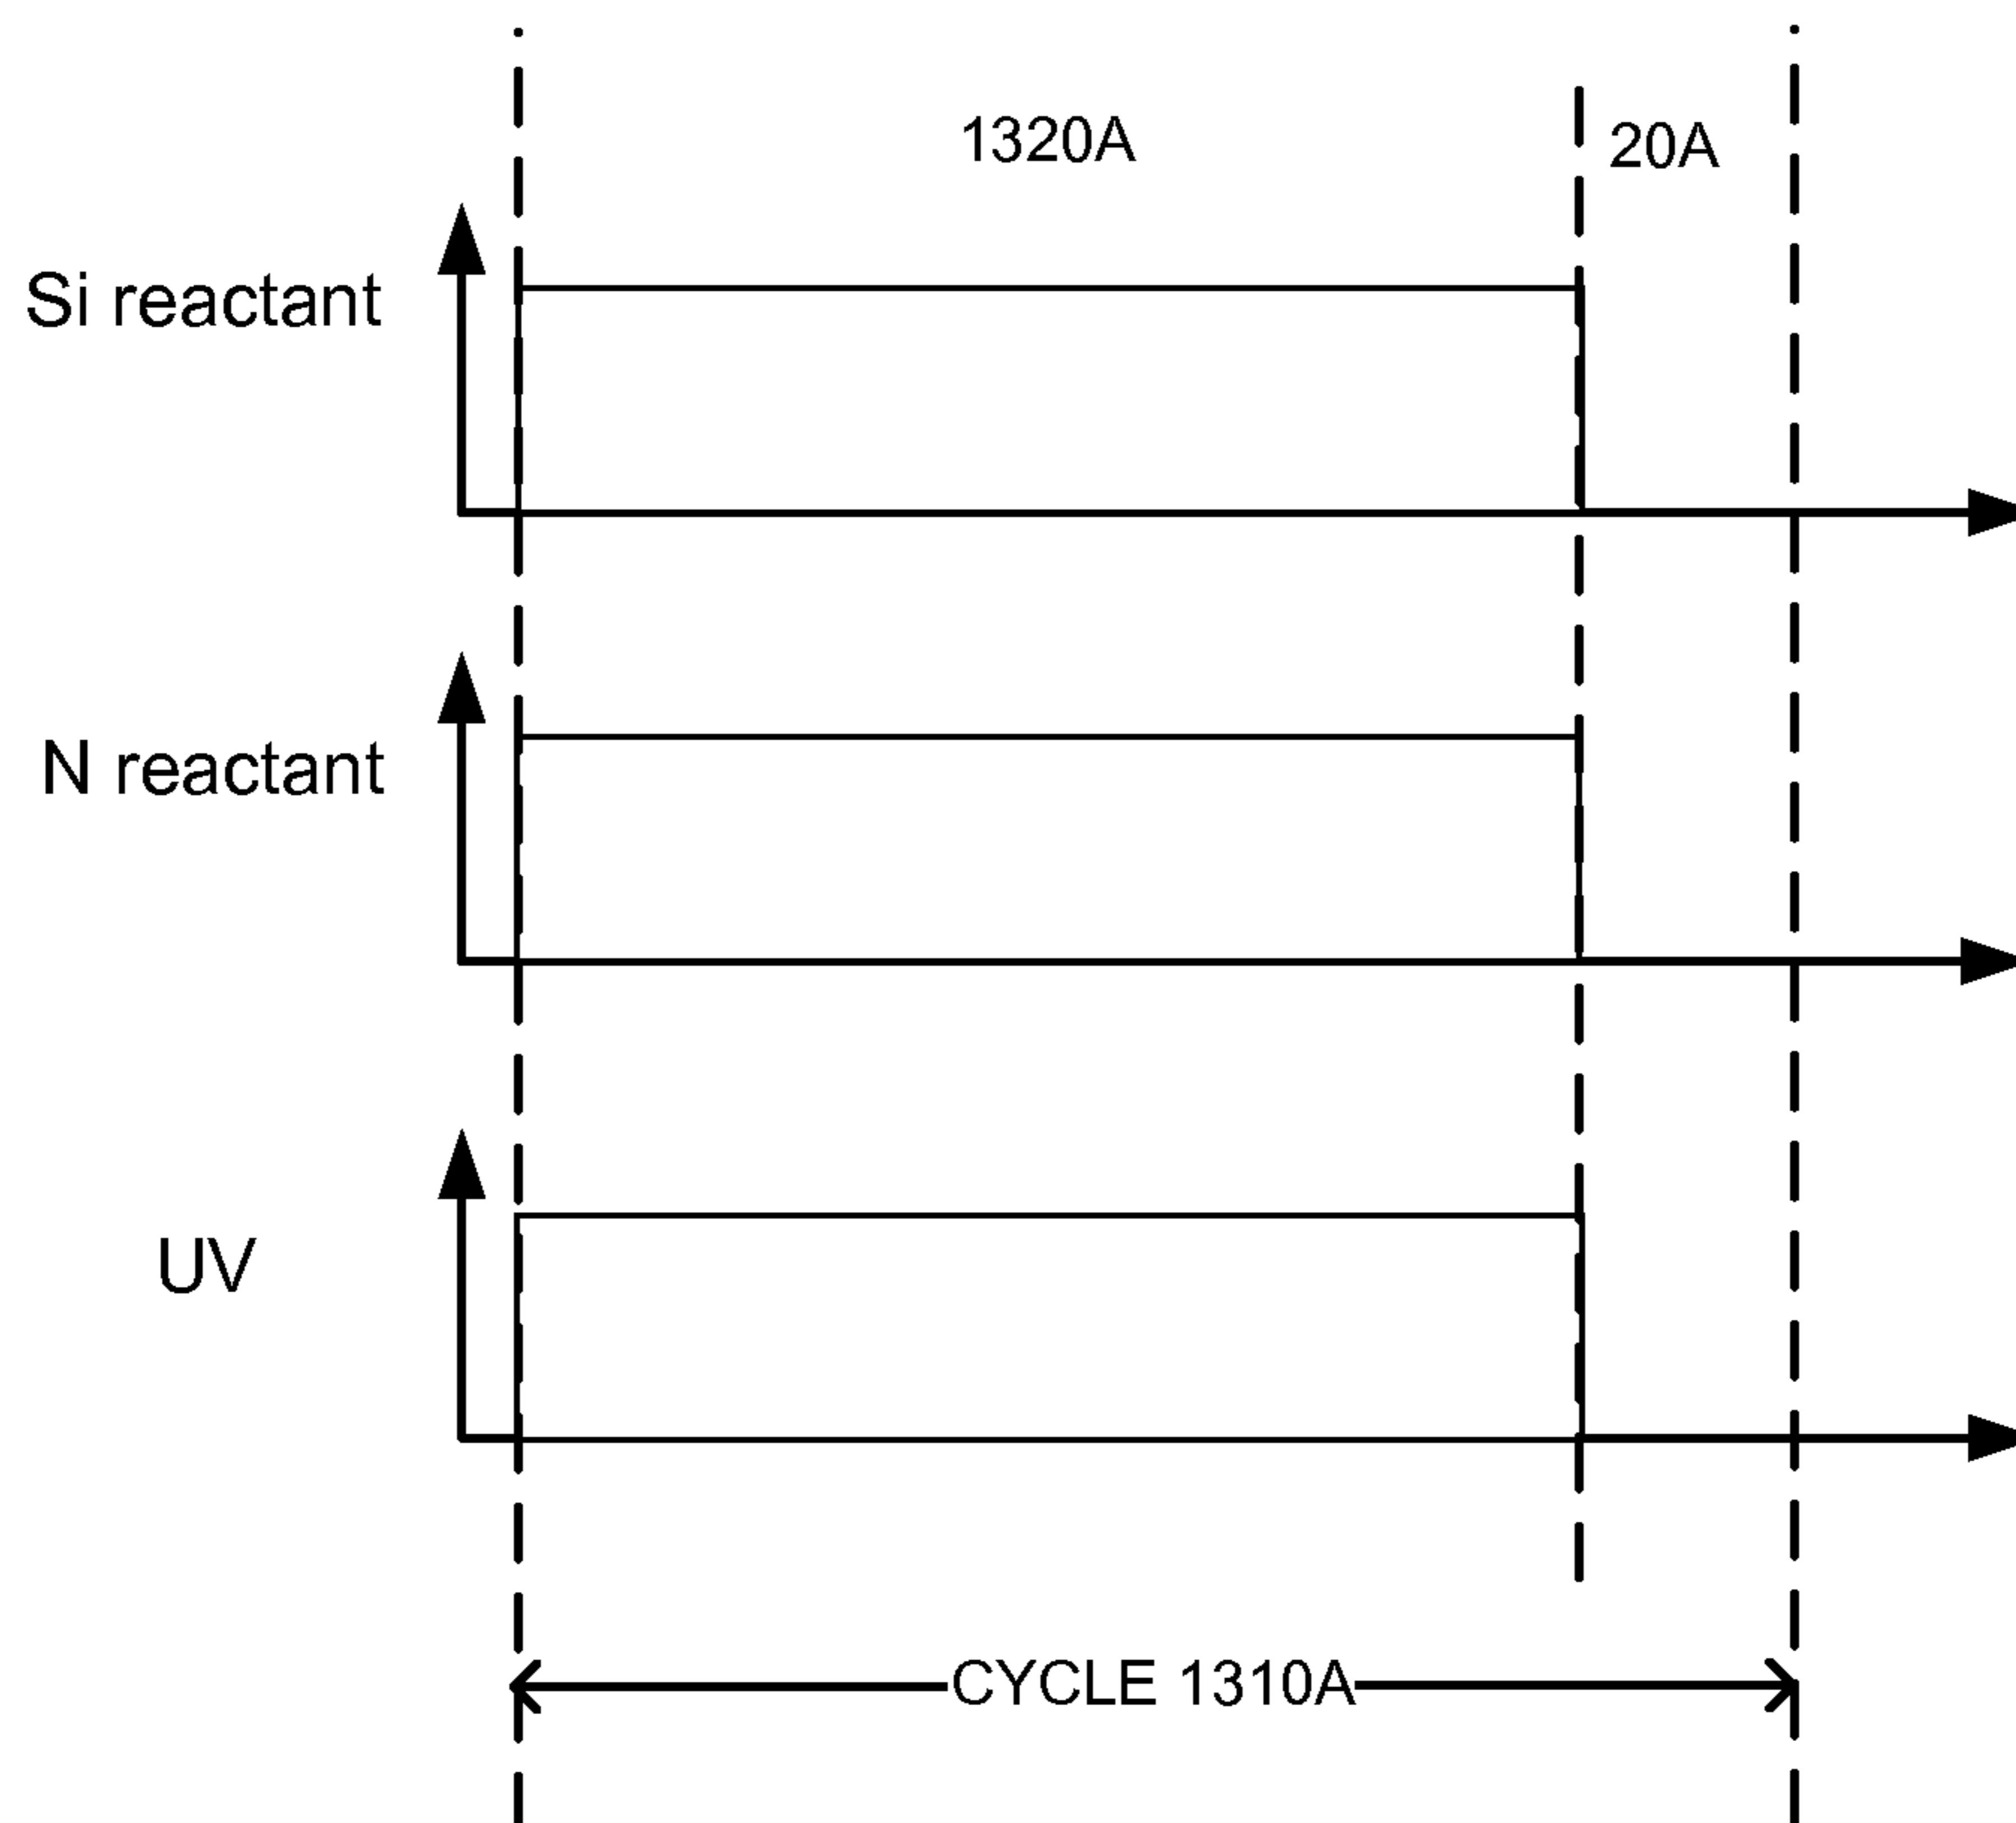 1320A
20A
Si reactant
N reactant
UV
CYCLE 1310A